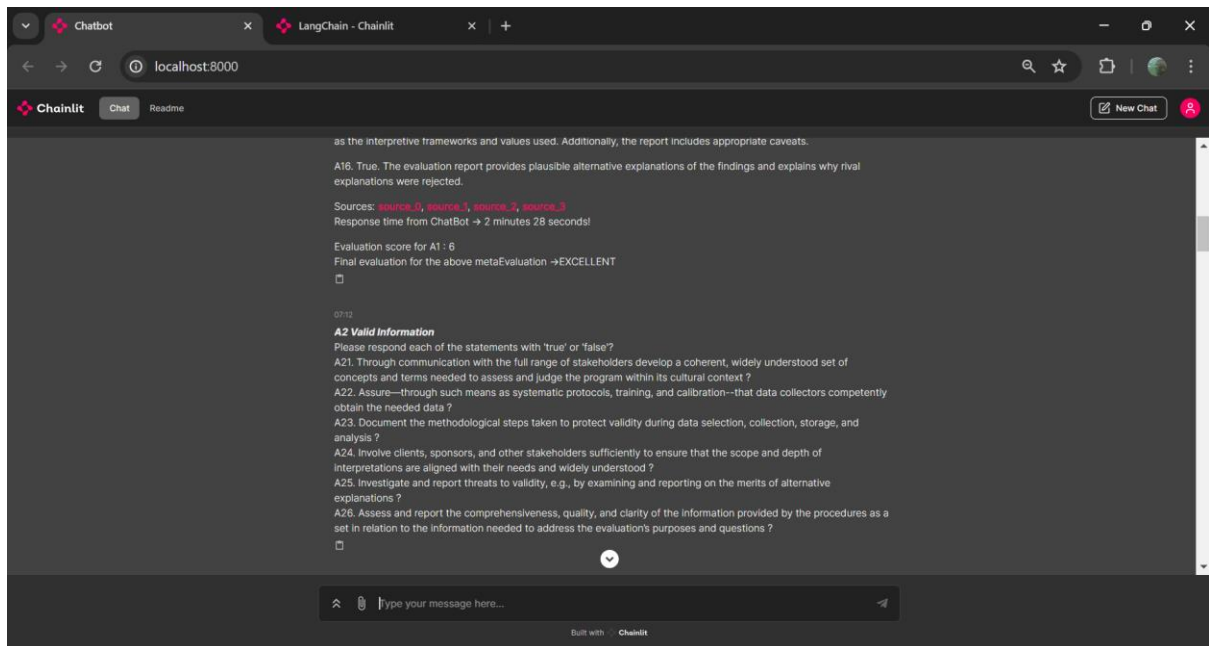 Chatbot
LangChain - Chainlit
localhost:8000
Chainlit
Chat
Readme
New Chat
as the interpretive frameworks and values used. Additionally, the report includes appropriate caveats.
A16. True. The evaluation report provides plausible alternative explanations of the findings and explains why rival
explanations were rejected.
Sources: source_0, source_1, source_2, source_3
Response time from ChatBot → 2 minutes 28 seconds!
Evaluation score for A1 : 6
Final evaluation for the above metaEvaluation →EXCELLENT
07:12
A2 Valid Information
Please respond each of the statements with 'true' or 'false'?
A21. Through communication with the full range of stakeholders develop a coherent, widely understood set of
concepts and terms needed to assess and judge the program within its cultural context ?
A22. Assure—through such means as systematic protocols, training, and calibration--that data collectors competently
obtain the needed data ?
A23. Document the methodological steps taken to protect validity during data selection, collection, storage, and
analysis ?
A24. Involve clients, sponsors, and other stakeholders sufficiently to ensure that the scope and depth of
interpretations are aligned with their needs and widely understood ?
A25. Investigate and report threats to validity, e.g., by examining and reporting on the merits of alternative
explanations ?
A26. Assess and report the comprehensiveness, quality, and clarity of the information provided by the procedures as a
set in relation to the information needed to address the evaluation's purposes and questions ?
Type your message here...
Built with Chainlit